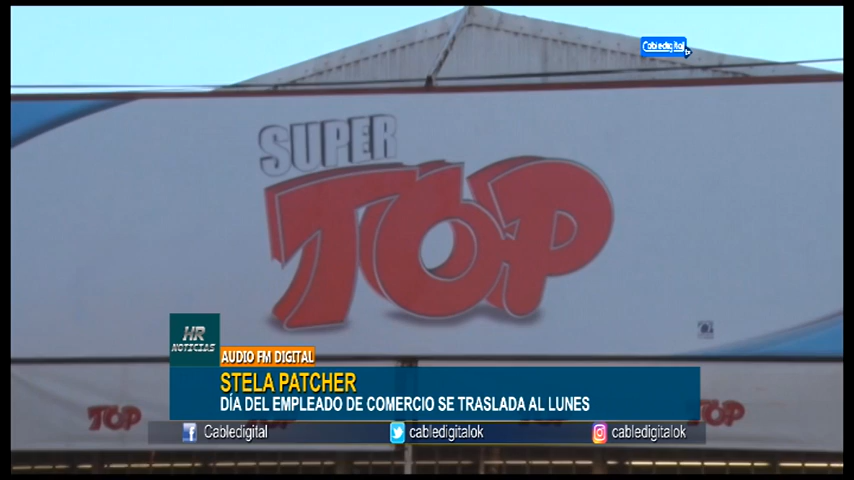 Cabledigital
SUPER
TOP
HR
NOTICIAS
AUDIO FM DIGITAL
STELA PATCHER
DÍA DEL EMPLEADO DE COMERCIO SE TRASLADA AL LUNES
TOP
TOP
Cabledigital
cabledigitalok
cabledigitalok